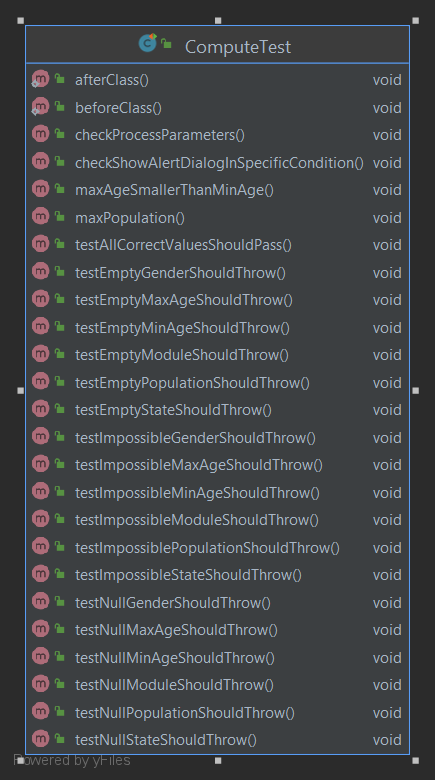 ComputeTest
afterClass() void
beforeClass() void
checkProcessParameters() void
checkShowAlertDialogInSpecificCondition() void
maxAgeSmallerThanMinAge() void
maxPopulation() void
testAllCorrectValuesShouldPass() void
testEmptyGenderShouldThrow() void
testEmptyMaxAgeShouldThrow() void
testEmptyMinAgeShouldThrow() void
testEmptyModuleShouldThrow() void
testEmptyPopulationShouldThrow() void
testEmptyStateShouldThrow() void
testImpossibleGenderShouldThrow() void
testImpossibleMaxAgeShouldThrow() void
testImpossibleMinAgeShouldThrow() void
testImpossibleModuleShouldThrow() void
testImpossiblePopulationShouldThrow() void
testImpossibleStateShouldThrow() void
testNullGenderShouldThrow() void
testNullMaxAgeShouldThrow() void
testNullMinAgeShouldThrow() void
testNullModuleShouldThrow() void
testNullPopulationShouldThrow() void
testNullStateShouldThrow() void
Powered by yFiles